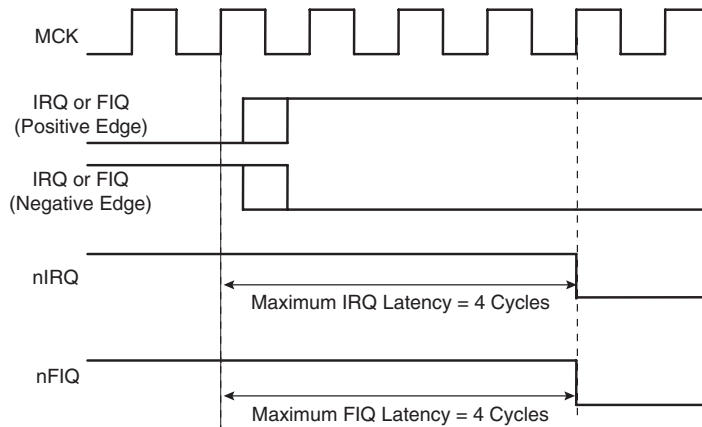 MCK
IRQ or FIQ
(Positive Edge)
IRQ or FIQ
(Negative Edge)
nIRQ
Maximum IRQ Latency = 4 Cycles
nFIQ
Maximum FIQ Latency = 4 Cycles